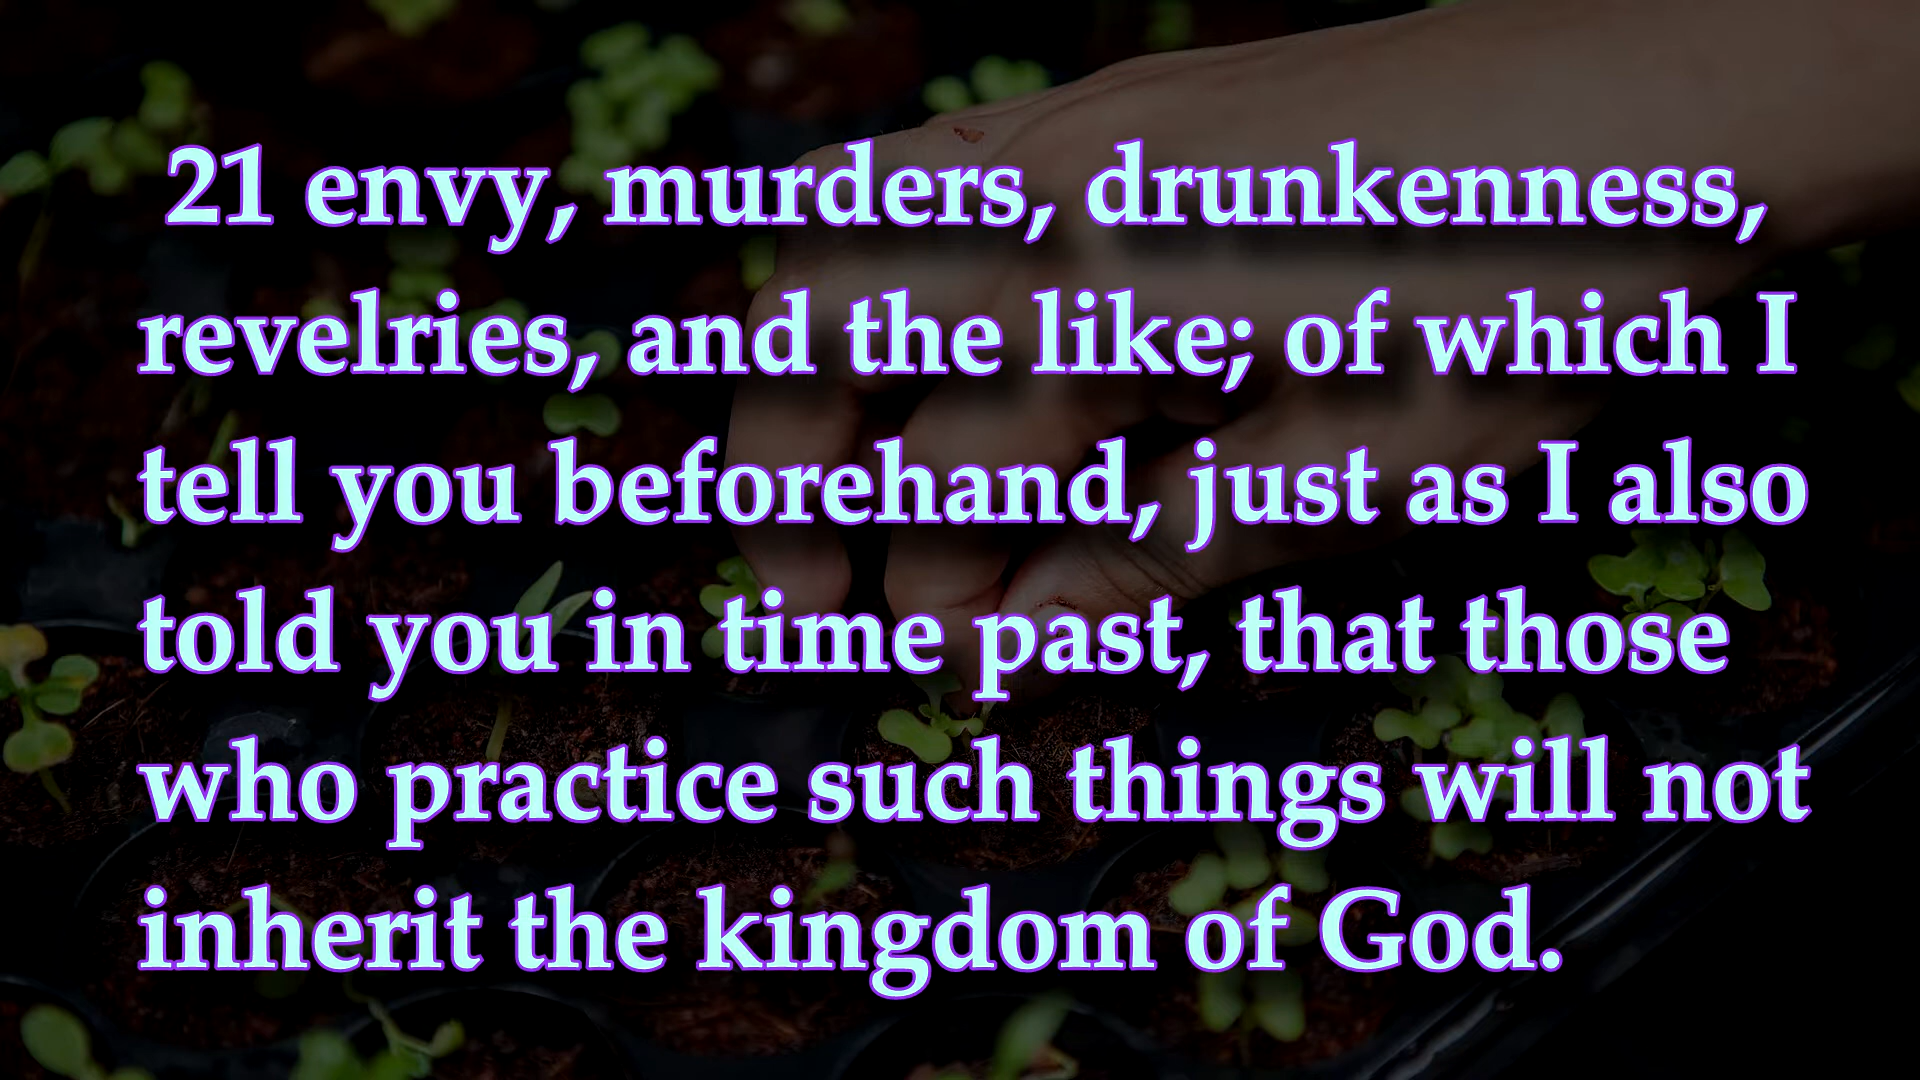 21 envy, murders, drunkenness,
revelries, and the like; of which I
tell you beforehand, just as I also
told you in time past, that those
who practice such things will not
inherit the kingdom of God.